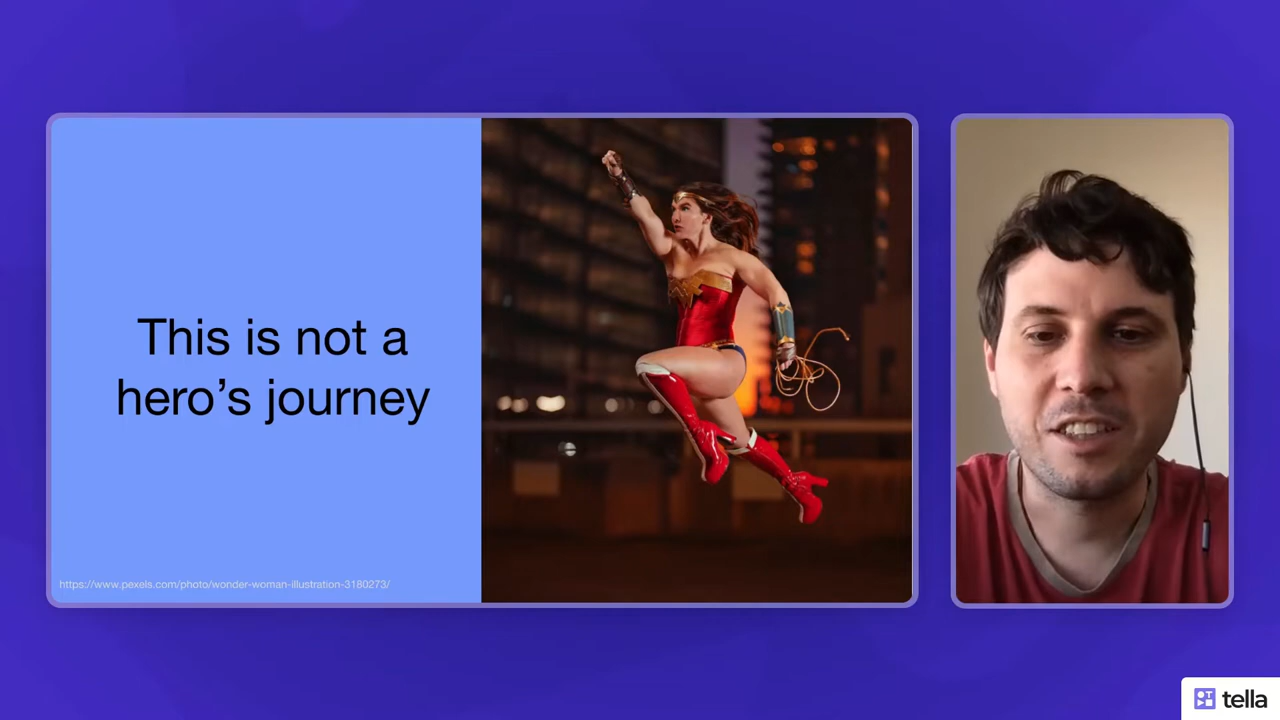 This is not a
hero’s journey
https://www.pexels.com/photo/wonder-woman-illustration-3180273/
tella